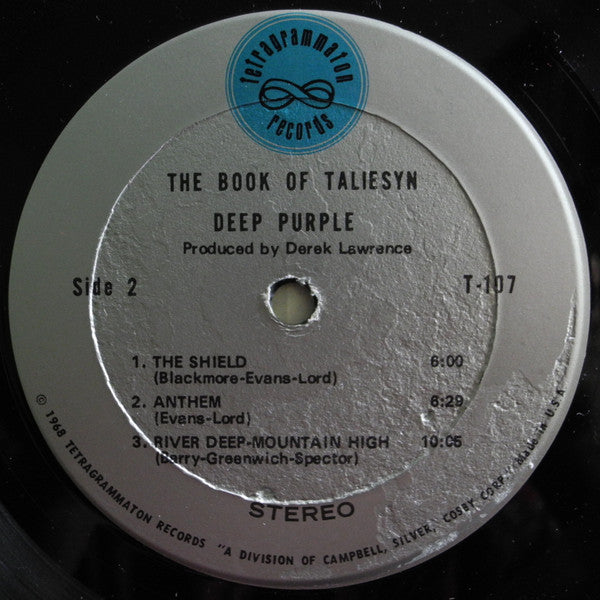 tetragrammaton
records
THE BOOK OF TALIESYN
DEEP PURPLE
Produced by Derek Lawrence
Side 2
T-107
1. THE SHIELD 6:00
(Blackmore-Evans-Lord)
2. ANTHEM 6:29
(Evans-Lord)
3. RIVER DEEP-MOUNTAIN HIGH 10:05
(Barry-Greenwich-Spector)
STEREO
© 1968 TETRAGRAMMATON RECORDS "A DIVISION OF CAMPBELL, SILVER, COSBY CORP." Made in U.S.A